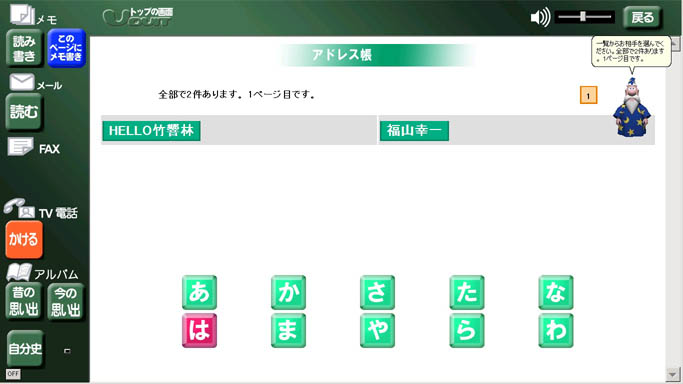 メモ
トップの画面
戻る
読み
書き
この
ページに
メモ書き
メール
読む
FAX
TV電話
かける
アルバム
昔の
思い出
今の
思い出
自分史
OFF
アドレス帳
一覧からお相手を選んでく
ださい。全部で2件あります
。1ページ目です。
全部で2件あります。1ページ目です。
1
HELLO竹響林
福山幸一
あ か さ た な
は ま や ら わ